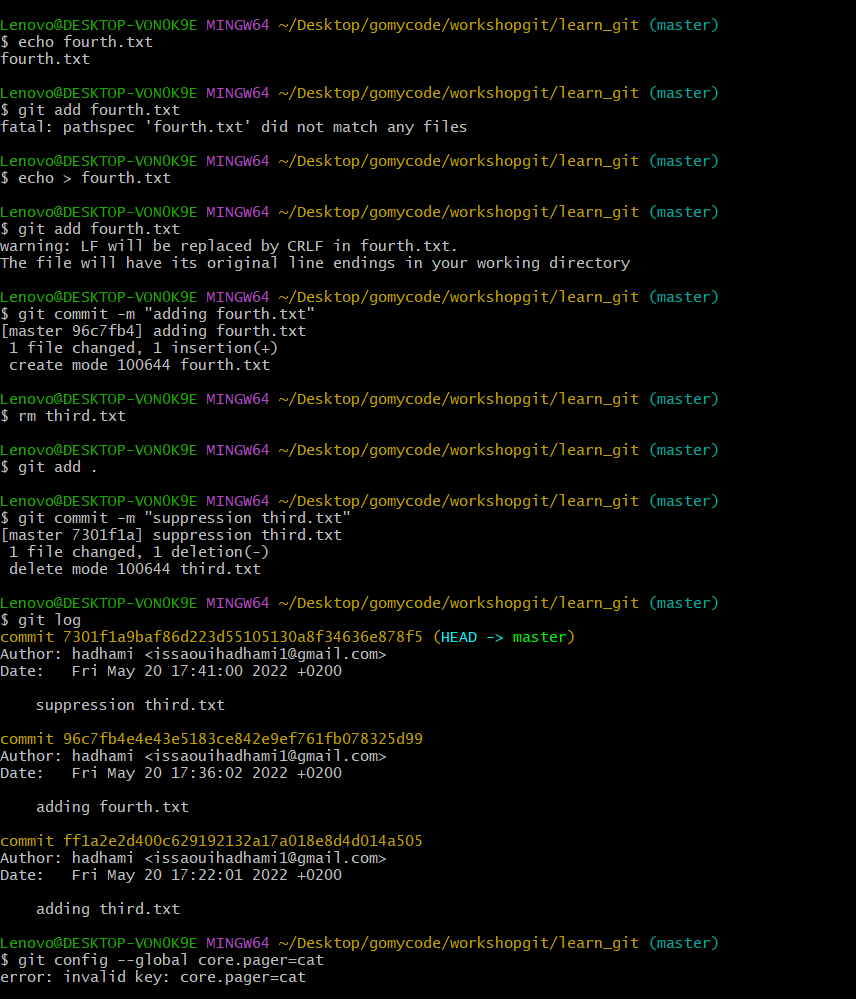 Lenovo@DESKTOP-VON0K9E MINGW64 ~/Desktop/gomycode/workshopgit/learn_git (master)
$ echo fourth.txt
fourth.txt
Lenovo@DESKTOP-VON0K9E MINGW64 ~/Desktop/gomycode/workshopgit/learn_git (master)
$ git add fourth.txt
fatal: pathspec 'fourth.txt' did not match any files
Lenovo@DESKTOP-VON0K9E MINGW64 ~/Desktop/gomycode/workshopgit/learn_git (master)
$ echo > fourth.txt
Lenovo@DESKTOP-VON0K9E MINGW64 ~/Desktop/gomycode/workshopgit/learn_git (master)
$ git add fourth.txt
warning: LF will be replaced by CRLF in fourth.txt.
The file will have its original line endings in your working directory
Lenovo@DESKTOP-VON0K9E MINGW64 ~/Desktop/gomycode/workshopgit/learn_git (master)
$ git commit -m "adding fourth.txt"
[master 96c7fb4] adding fourth.txt
 1 file changed, 1 insertion(+)
 create mode 100644 fourth.txt
Lenovo@DESKTOP-VON0K9E MINGW64 ~/Desktop/gomycode/workshopgit/learn_git (master)
$ rm third.txt
Lenovo@DESKTOP-VON0K9E MINGW64 ~/Desktop/gomycode/workshopgit/learn_git (master)
$ git add .
Lenovo@DESKTOP-VON0K9E MINGW64 ~/Desktop/gomycode/workshopgit/learn_git (master)
$ git commit -m "suppression third.txt"
[master 7301f1a] suppression third.txt
 1 file changed, 1 deletion(-)
 delete mode 100644 third.txt
Lenovo@DESKTOP-VON0K9E MINGW64 ~/Desktop/gomycode/workshopgit/learn_git (master)
$ git log
commit 7301f1a9baf86d223d55105130a8f34636e878f5 (HEAD -> master)
Author: hadhami <issaouihadhami1@gmail.com>
Date:   Fri May 20 17:41:00 2022 +0200
    suppression third.txt
commit 96c7fb4e4e43e5183ce842e9ef761fb078325d99
Author: hadhami <issaouihadhami1@gmail.com>
Date:   Fri May 20 17:36:02 2022 +0200
    adding fourth.txt
commit ff1a2e2d400c629192132a17a018e8d4d014a505
Author: hadhami <issaouihadhami1@gmail.com>
Date:   Fri May 20 17:22:01 2022 +0200
    adding third.txt
Lenovo@DESKTOP-VON0K9E MINGW64 ~/Desktop/gomycode/workshopgit/learn_git (master)
$ git config --global core.pager=cat
error: invalid key: core.pager=cat